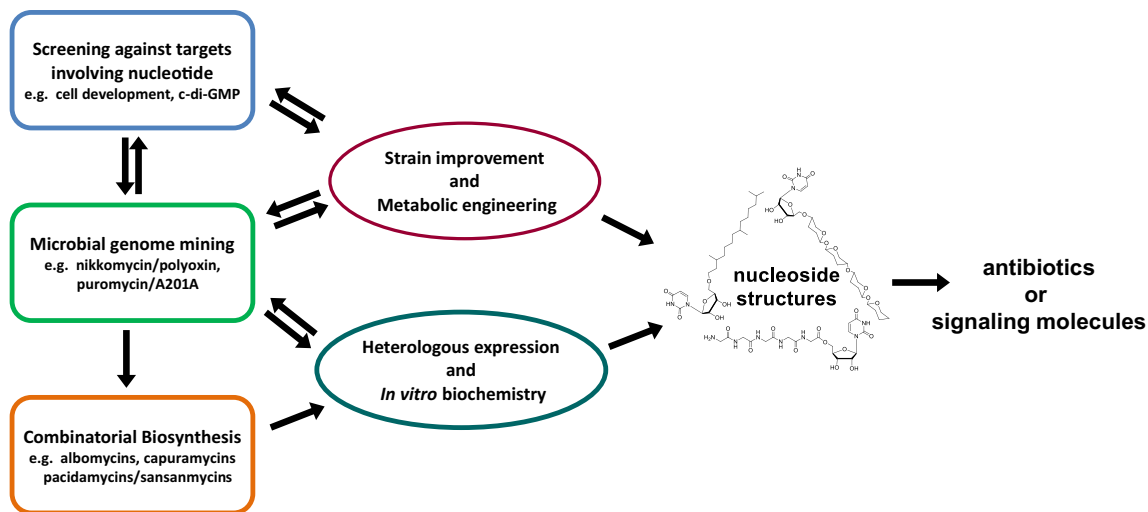 Screening against targets
involving nucleotide
e.g. cell development, c-di-GMP
Microbial genome mining
e.g. nikkomycin/polyoxin,
puromycin/A201A
Combinatorial Biosynthesis
e.g. albomycins, capuramycins
pacidamycins/sansanmycins
Strain improvement
and
Metabolic engineering
Heterologous expression
and
In vitro biochemistry
nucleoside
structures
antibiotics
or
signaling molecules